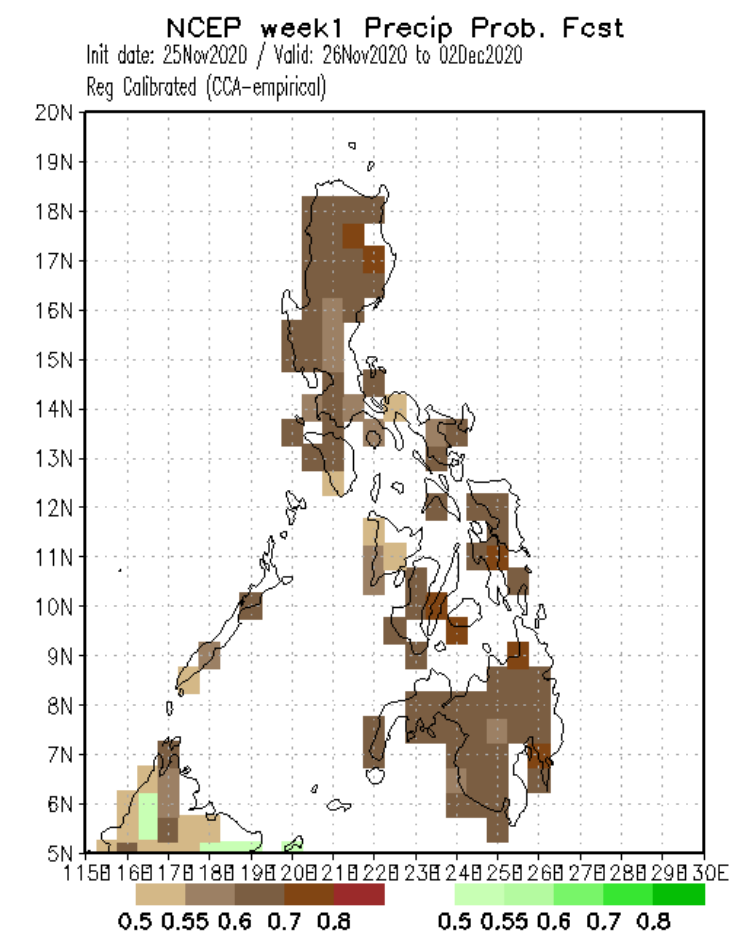 NCEP week1 Precip Prob. Fcst
Init date: 25Nov2020 / Valid: 26Nov2020 to 02Dec2020
Reg Calibrated (CCA-empirical)
20N
19N
18N
17N
16N
15N
14N
13N
12N
11N
10N
9N
8N
7N
6N
5N
115E 116E 117E 118E 119E 120E 121E 122E 123E 124E 125E 126E 127E 128E 129E 130E
0.5 0.55 0.6 0.7 0.8 0.5 0.55 0.6 0.7 0.8